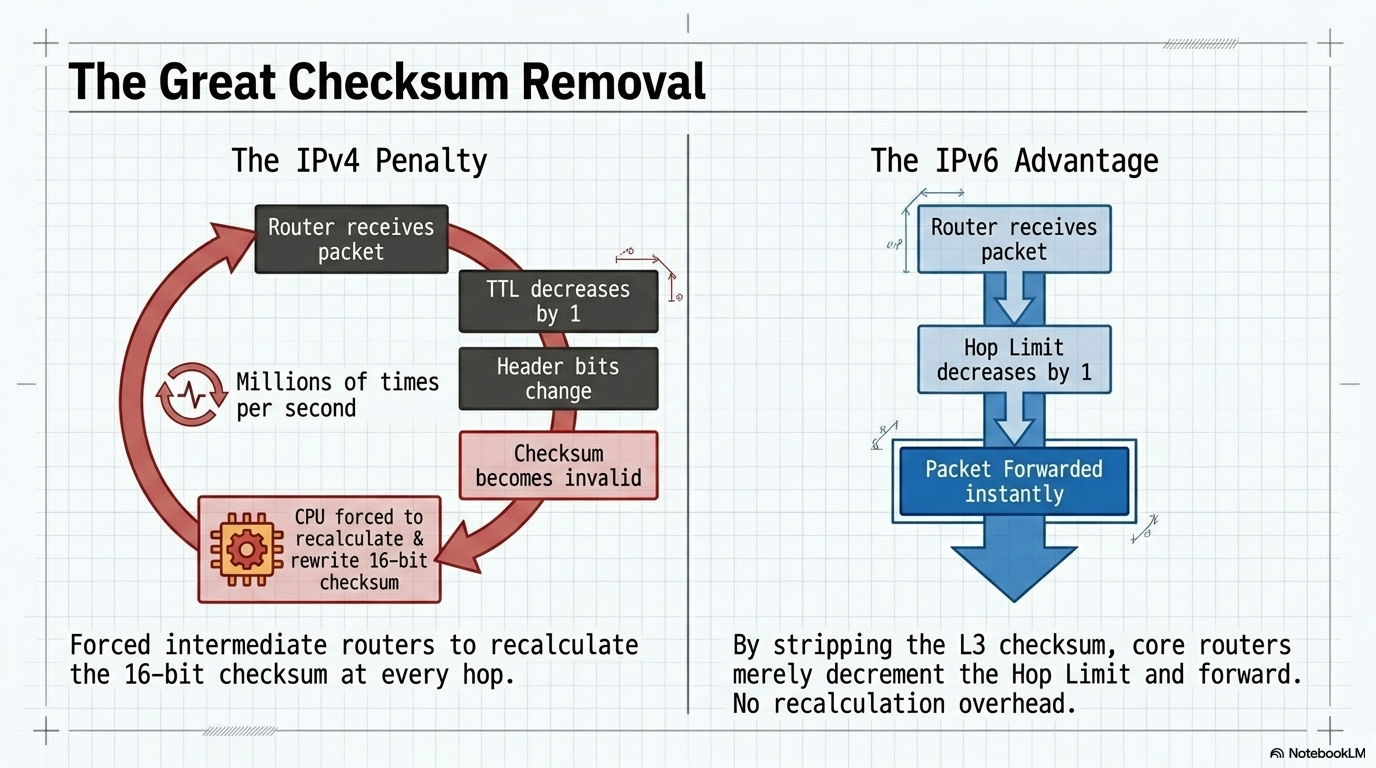 The Great Checksum Removal
The IPv4 Penalty
Router receives
packet
TTL decreases
by 1
Header bits
change
Checksum
becomes invalid
CPU forced to
recalculate &
rewrite 16-bit
checksum
Millions of times
per second
Forced intermediate routers to recalculate
the 16-bit checksum at every hop.
The IPv6 Advantage
Router receives
packet
Hop Limit
decreases by 1
Packet Forwarded
instantly
By stripping the L3 checksum, core routers
merely decrement the Hop Limit and forward.
No recalculation overhead.
NotebookLM